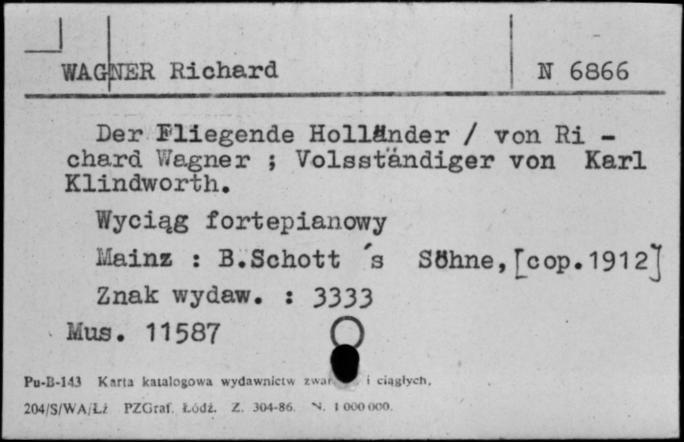 WAGNER Richard N 6866
Der Fliegende Holländer / von Ri -
chard Wagner ; Volsständiger von Karl
Klindworth.
Wyciąg fortepianowy
Mainz : B.Schott ´s Söhne,[cop.1912]
Znak wydaw. : 3333
Mus. 11587
Pu-B-143 Karta katalogowa wydawnictw i ciągłych.
204/S/WA/Łź PZGraf. Łódź. Z. 304-86. N. 1 000 000.